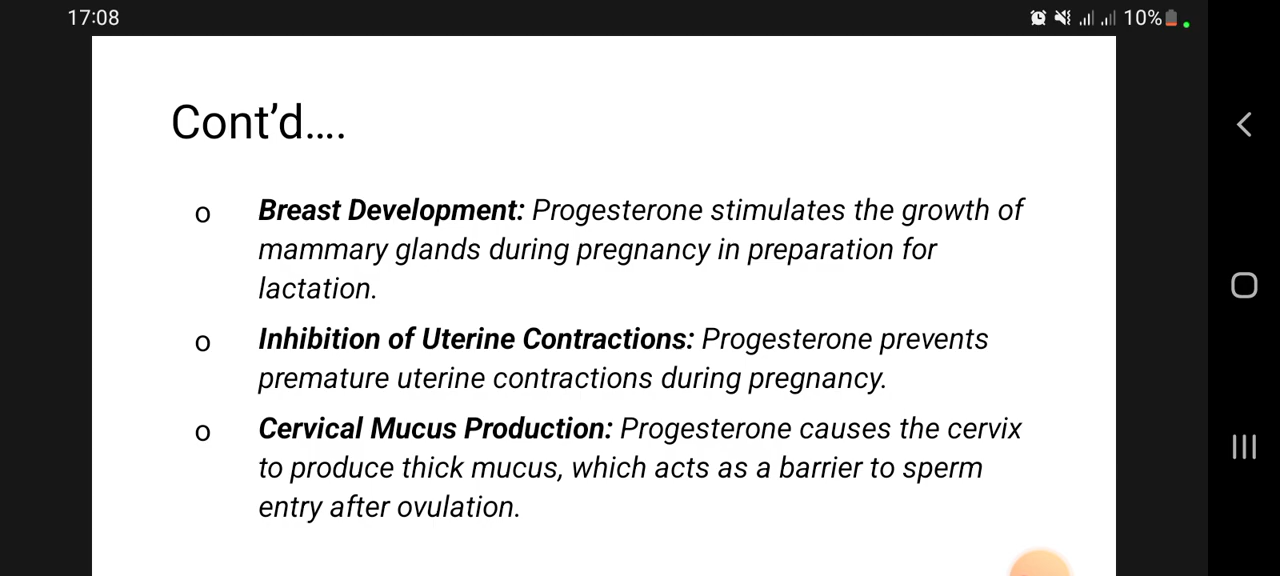 17:08
10%
Cont’d....
o Breast Development: Progesterone stimulates the growth of
mammary glands during pregnancy in preparation for
lactation.
o Inhibition of Uterine Contractions: Progesterone prevents
premature uterine contractions during pregnancy.
o Cervical Mucus Production: Progesterone causes the cervix
to produce thick mucus, which acts as a barrier to sperm
entry after ovulation.